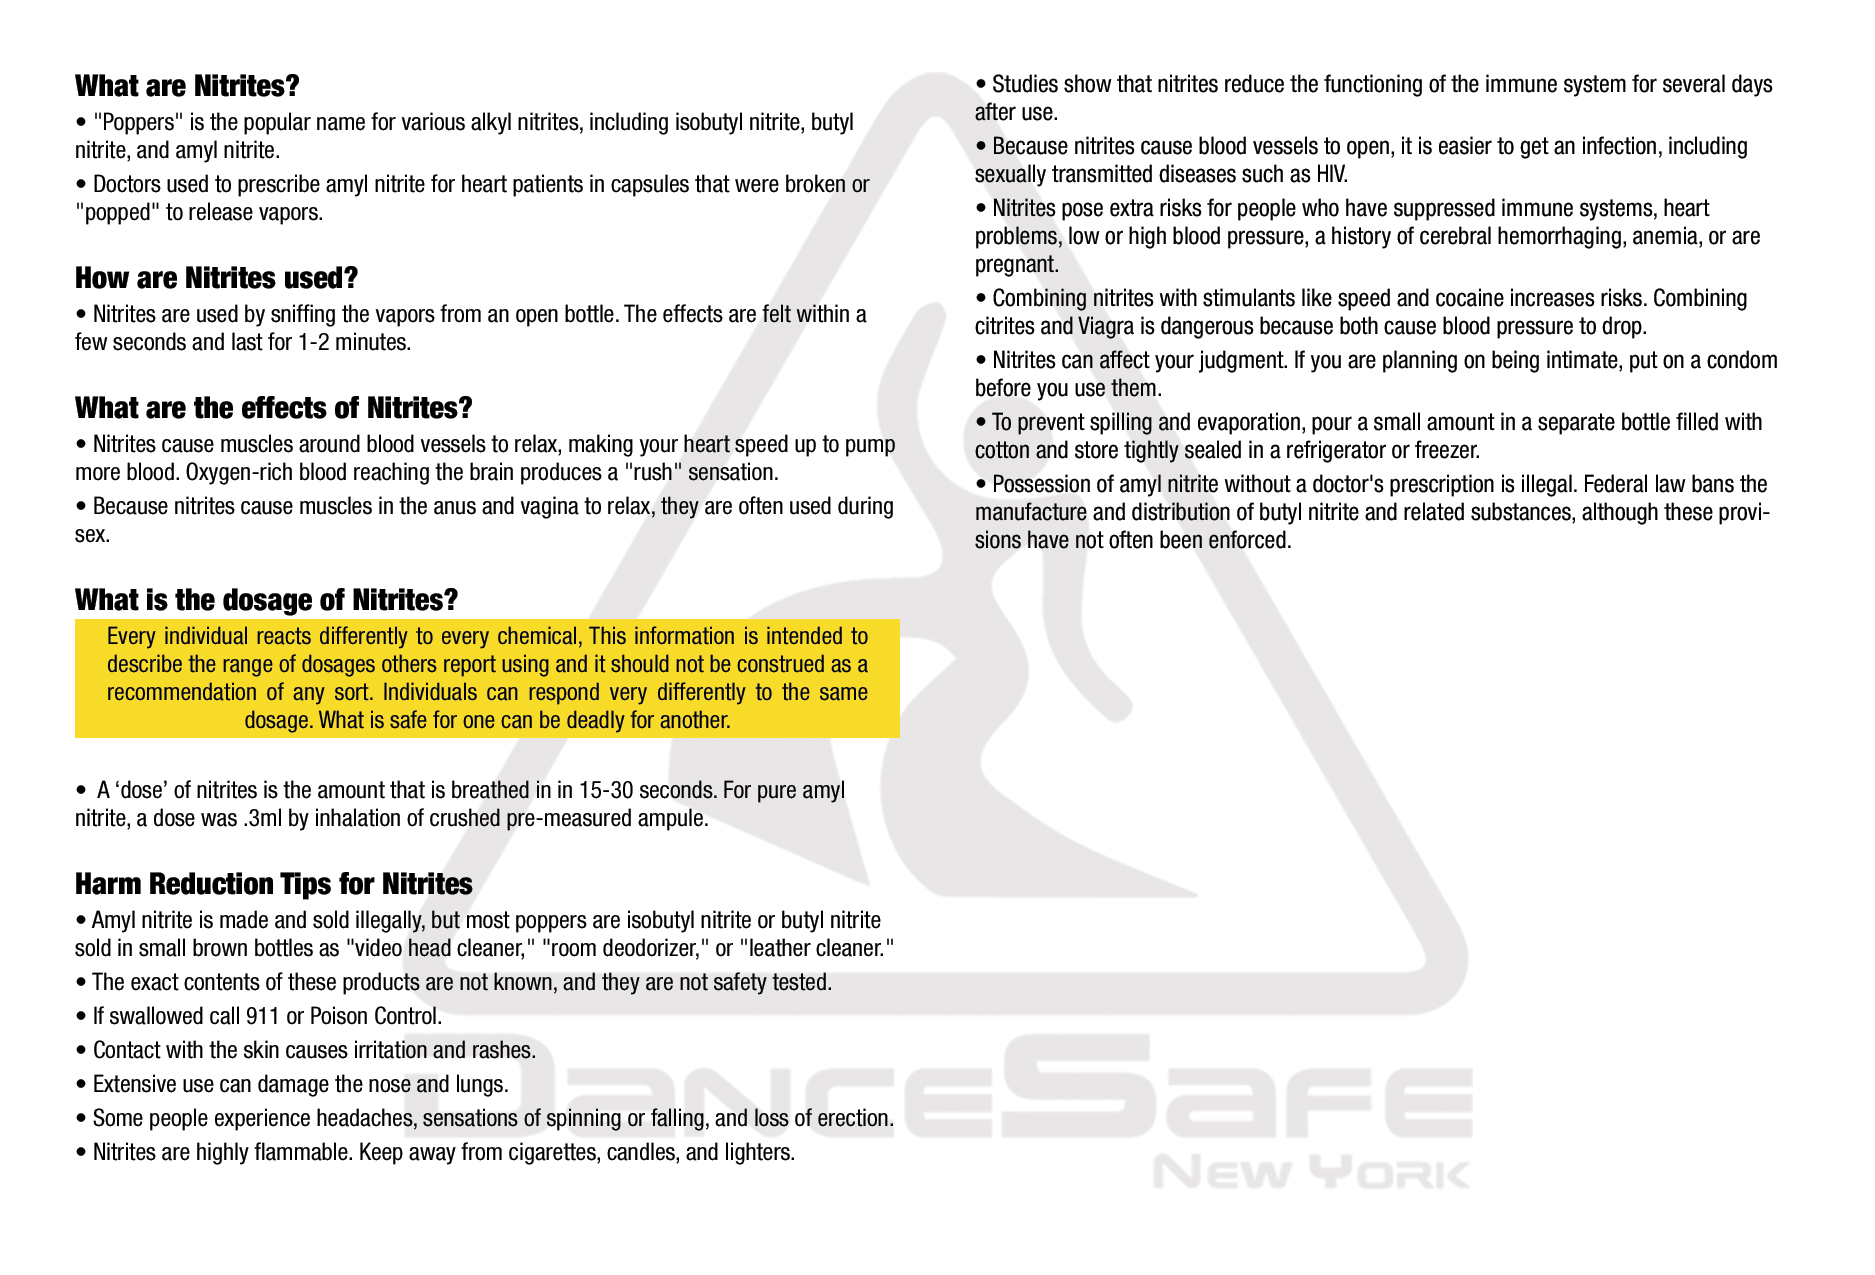 What are Nitrites?
• "Poppers" is the popular name for various alkyl nitrites, including isobutyl nitrite, butyl
nitrite, and amyl nitrite.
• Doctors used to prescribe amyl nitrite for heart patients in capsules that were broken or
"popped" to release vapors.
How are Nitrites used?
• Nitrites are used by sniffing the vapors from an open bottle. The effects are felt within a
few seconds and last for 1-2 minutes.
What are the effects of Nitrites?
• Nitrites cause muscles around blood vessels to relax, making your heart speed up to pump
more blood. Oxygen-rich blood reaching the brain produces a "rush" sensation.
• Because nitrites cause muscles in the anus and vagina to relax, they are often used during
sex.
What is the dosage of Nitrites?
Every individual reacts differently to every chemical, This information is intended to
describe the range of dosages others report using and it should not be construed as a
recommendation of any sort. Individuals can respond very differently to the same
dosage. What is safe for one can be deadly for another.
• A ‘dose’ of nitrites is the amount that is breathed in in 15-30 seconds. For pure amyl
nitrite, a dose was .3ml by inhalation of crushed pre-measured ampule.
Harm Reduction Tips for Nitrites
• Amyl nitrite is made and sold illegally, but most poppers are isobutyl nitrite or butyl nitrite
sold in small brown bottles as "video head cleaner," "room deodorizer," or "leather cleaner."
• The exact contents of these products are not known, and they are not safety tested.
• If swallowed call 911 or Poison Control.
• Contact with the skin causes irritation and rashes.
• Extensive use can damage the nose and lungs.
• Some people experience headaches, sensations of spinning or falling, and loss of erection.
• Nitrites are highly flammable. Keep away from cigarettes, candles, and lighters.
• Studies show that nitrites reduce the functioning of the immune system for several days
after use.
• Because nitrites cause blood vessels to open, it is easier to get an infection, including
sexually transmitted diseases such as HIV.
• Nitrites pose extra risks for people who have suppressed immune systems, heart
problems, low or high blood pressure, a history of cerebral hemorrhaging, anemia, or are
pregnant.
• Combining nitrites with stimulants like speed and cocaine increases risks. Combining
citrites and Viagra is dangerous because both cause blood pressure to drop.
• Nitrites can affect your judgment. If you are planning on being intimate, put on a condom
before you use them.
• To prevent spilling and evaporation, pour a small amount in a separate bottle filled with
cotton and store tightly sealed in a refrigerator or freezer.
• Possession of amyl nitrite without a doctor's prescription is illegal. Federal law bans the
manufacture and distribution of butyl nitrite and related substances, although these provi-
sions have not often been enforced.
DanceSafe
New York